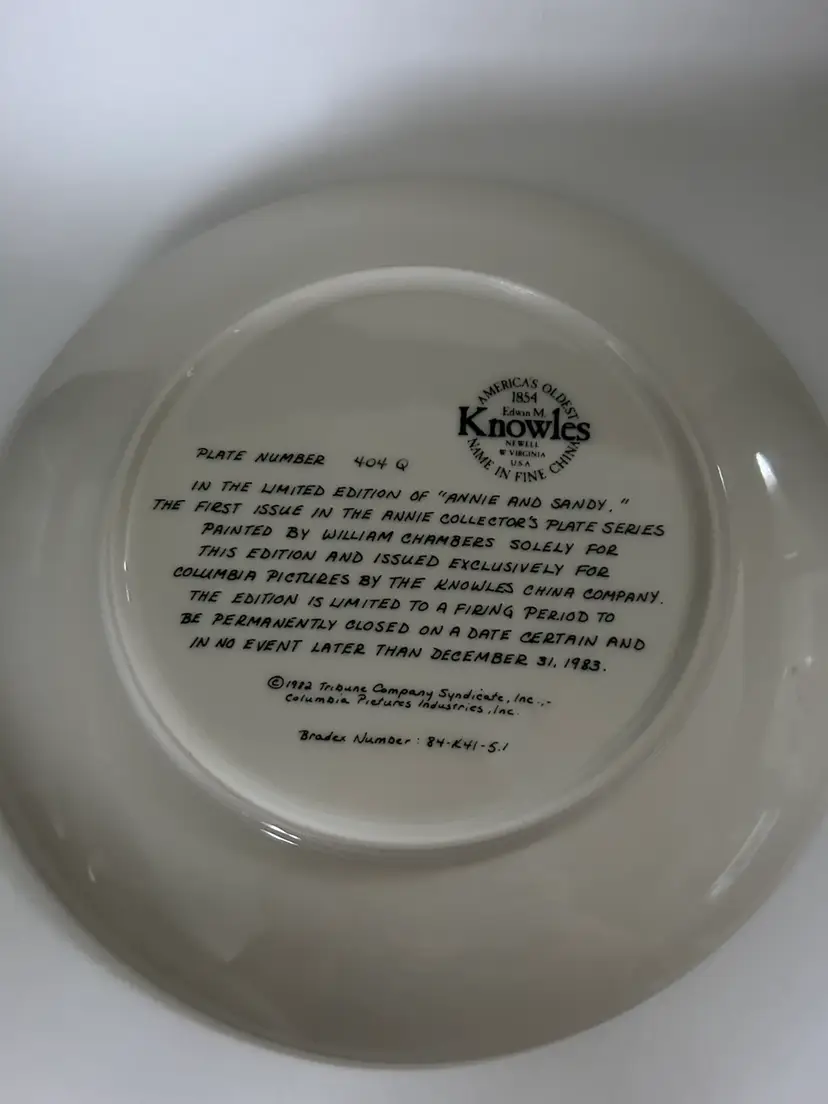 AMERICA'S OLDEST
1854
Edwin M.
Knowles
NEWELL
W VIRGINIA
USA
NAME IN FINE CHINA
PLATE NUMBER 404 Q
IN THE LIMITED EDITION OF "ANNIE AND SANDY,"
THE FIRST ISSUE IN THE ANNIE COLLECTOR'S PLATE SERIES
PAINTED BY WILLIAM CHAMBERS SOLELY FOR
THIS EDITION AND ISSUED EXCLUSIVELY FOR
COLUMBIA PICTURES BY THE KNOWLES CHINA COMPANY.
THE EDITION IS LIMITED TO A FIRING PERIOD TO
BE PERMANENTLY CLOSED ON A DATE CERTAIN AND
IN NO EVENT LATER THAN DECEMBER 31, 1983.
©1982 Tribune Company Syndicate, Inc.,-
Columbia Pictures Industries, Inc.
Bradex Number: 84-K41-5.1